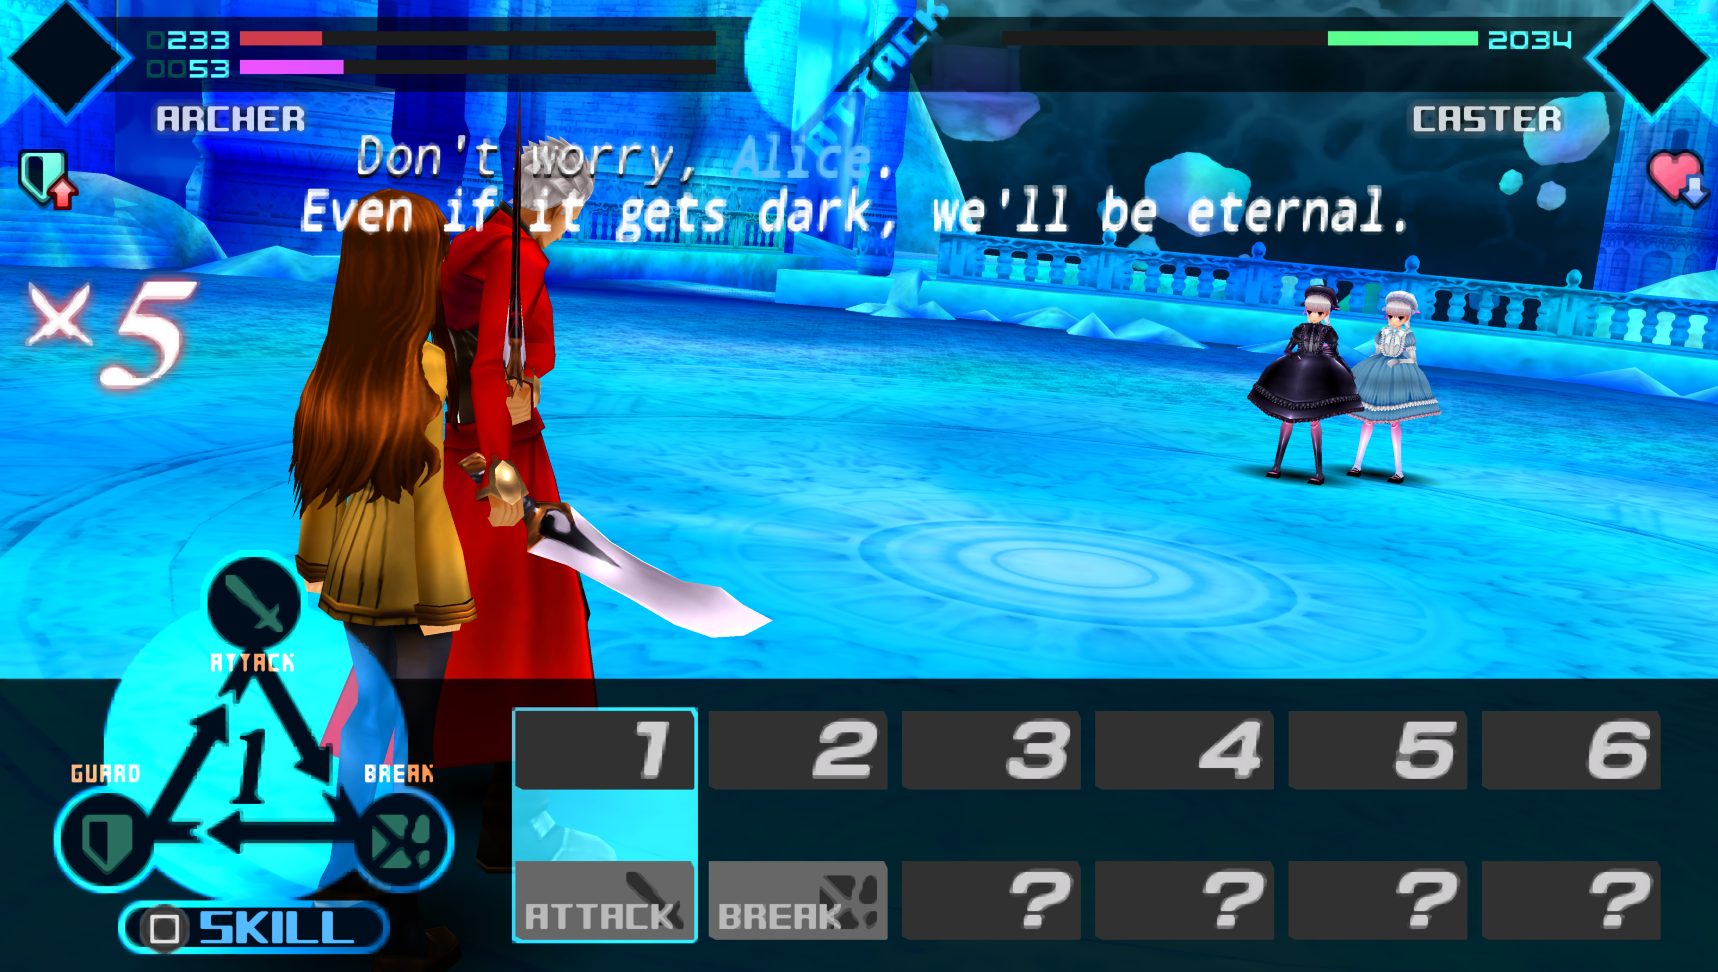 0233
0053
ATTACK
2034
ARCHER
CASTER
Don't worry, Alice.
Even if it gets dark, we'll be eternal.
×5
ATTACK
GUARD
BREAK
1
SKILL
1 2 3 4 5 6
ATTACK BREAK ? ? ? ?